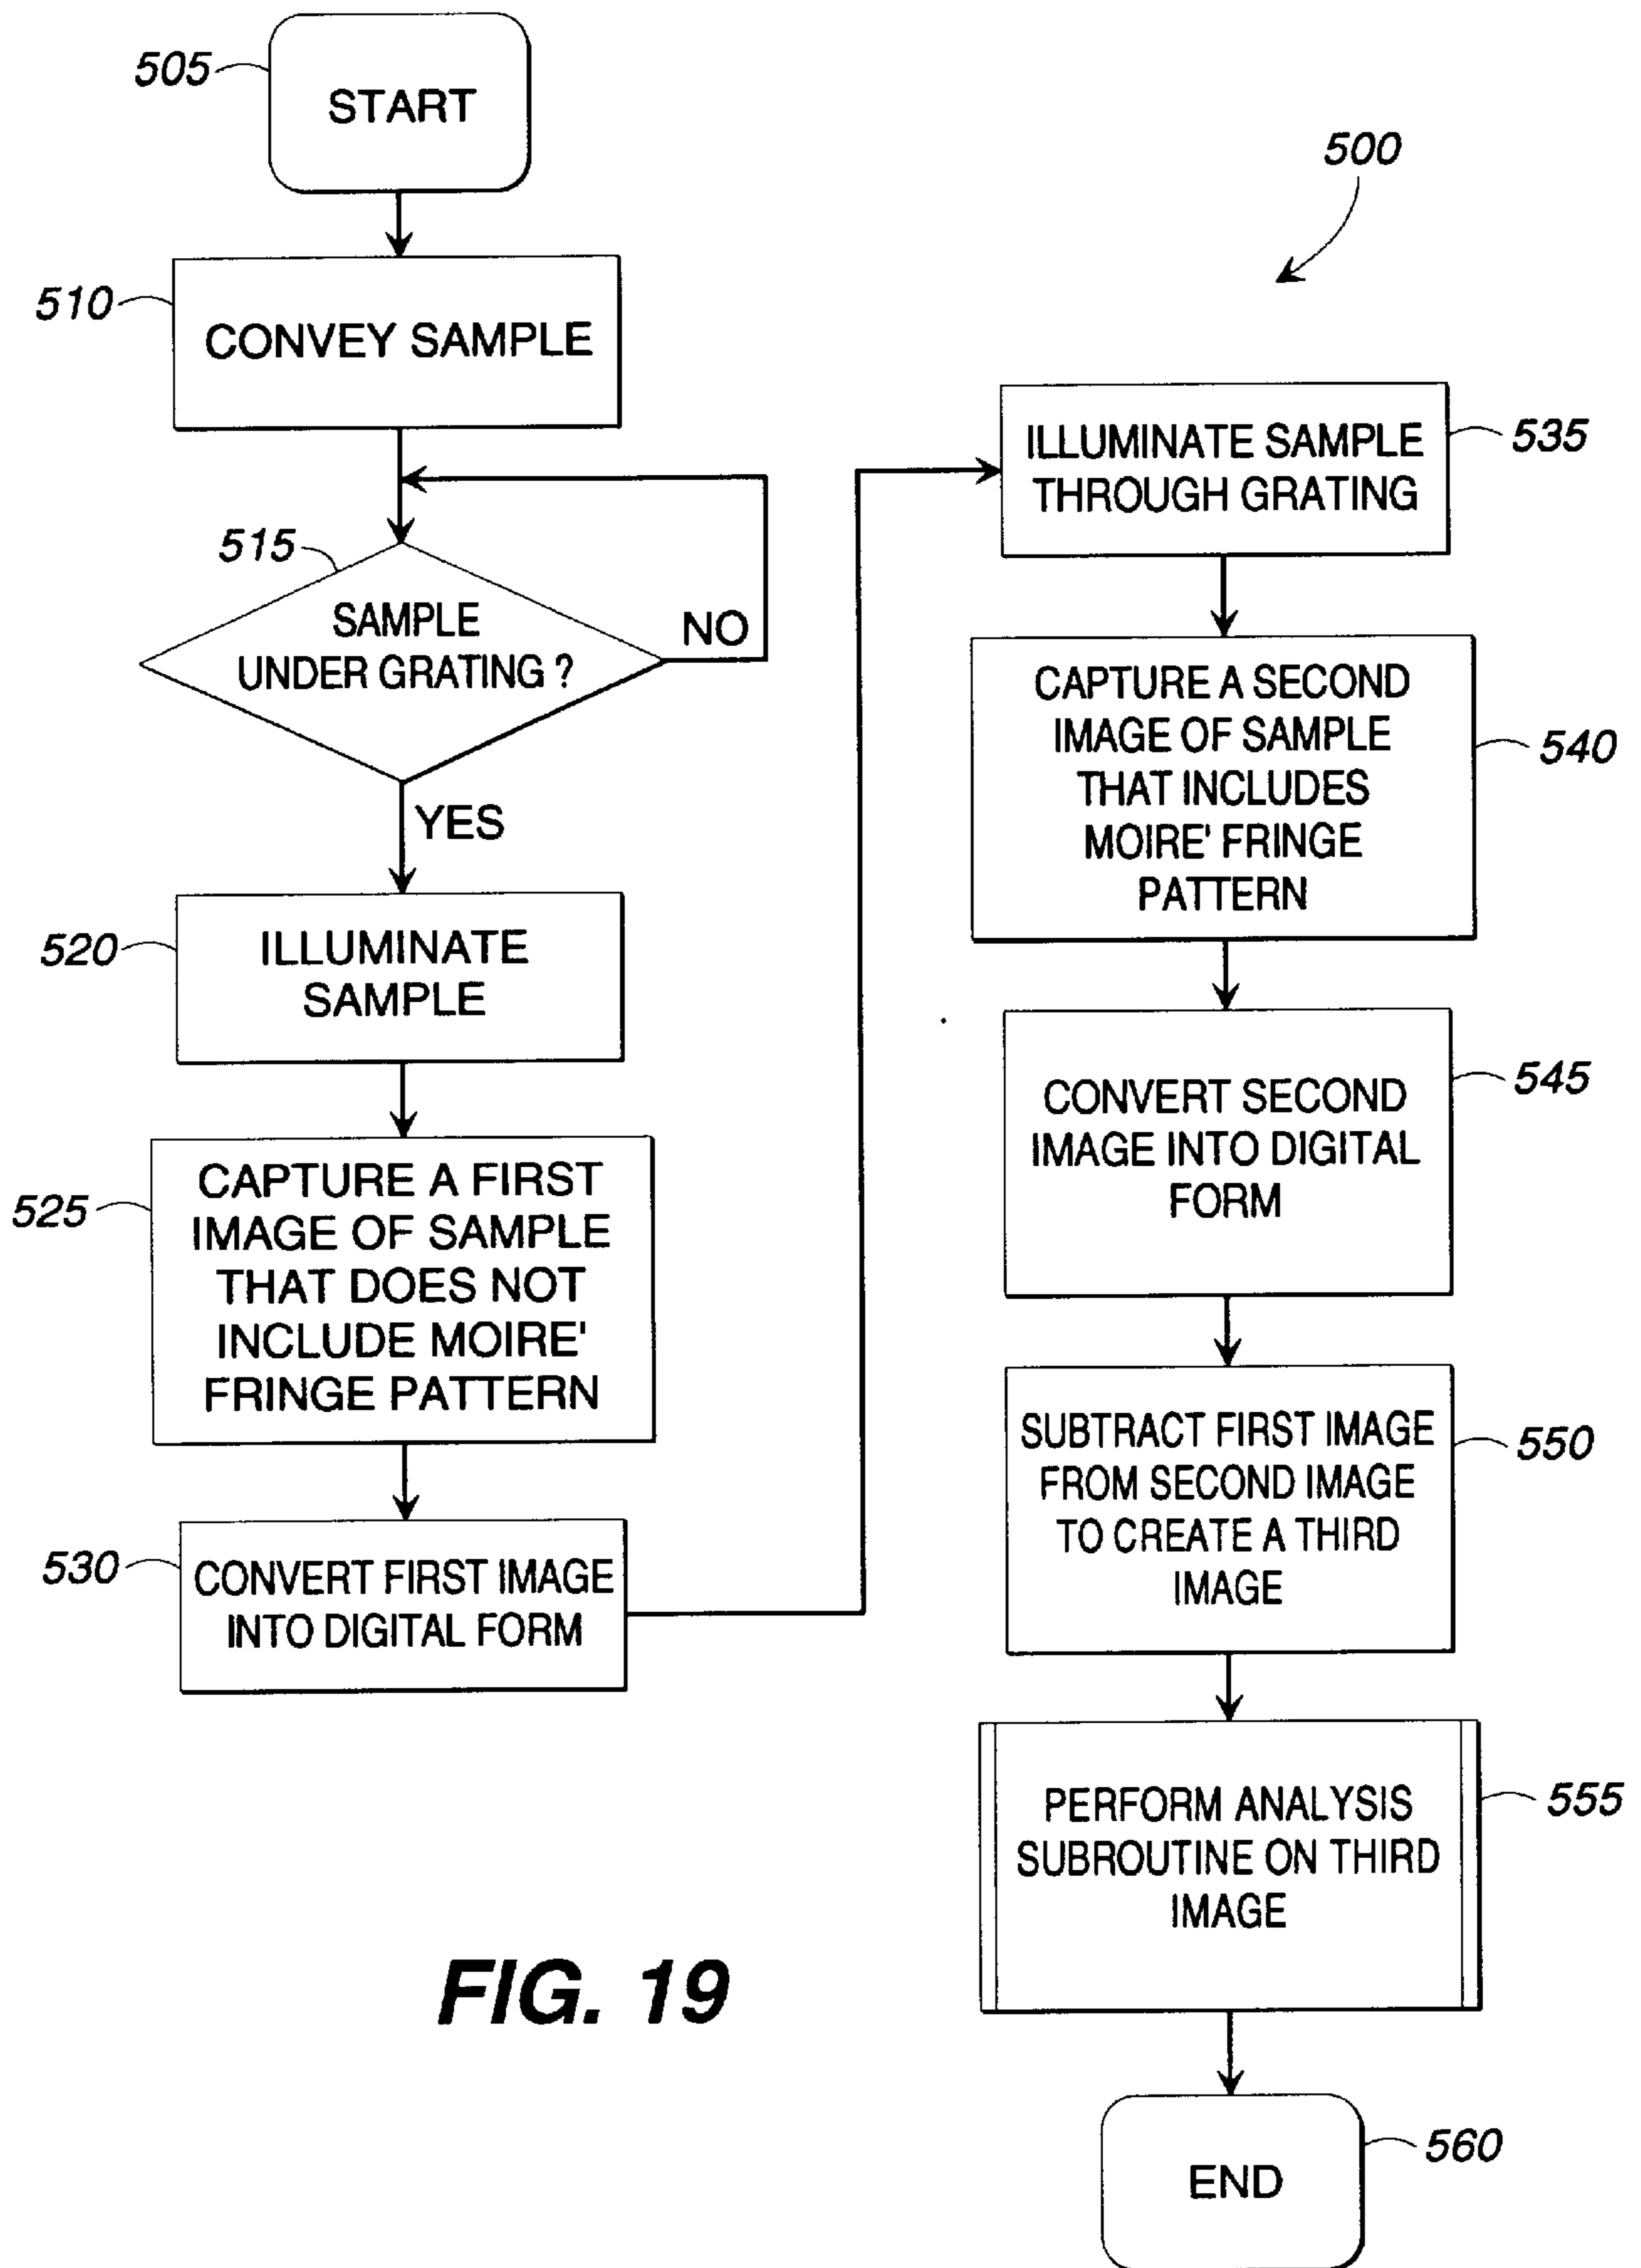 505
START
510
CONVEY SAMPLE
515
SAMPLE
UNDER GRATING ?
NO
YES
520
ILLUMINATE
SAMPLE
525
CAPTURE A FIRST
IMAGE OF SAMPLE
THAT DOES NOT
INCLUDE MOIRE'
FRINGE PATTERN
530
CONVERT FIRST IMAGE
INTO DIGITAL FORM
500
ILLUMINATE SAMPLE
THROUGH GRATING
535
CAPTURE A SECOND
IMAGE OF SAMPLE
THAT INCLUDES
MOIRE' FRINGE
PATTERN
540
CONVERT SECOND
IMAGE INTO DIGITAL
FORM
545
SUBTRACT FIRST IMAGE
FROM SECOND IMAGE
TO CREATE A THIRD
IMAGE
550
PERFORM ANALYSIS
SUBROUTINE ON THIRD
IMAGE
555
END
560
FIG. 19